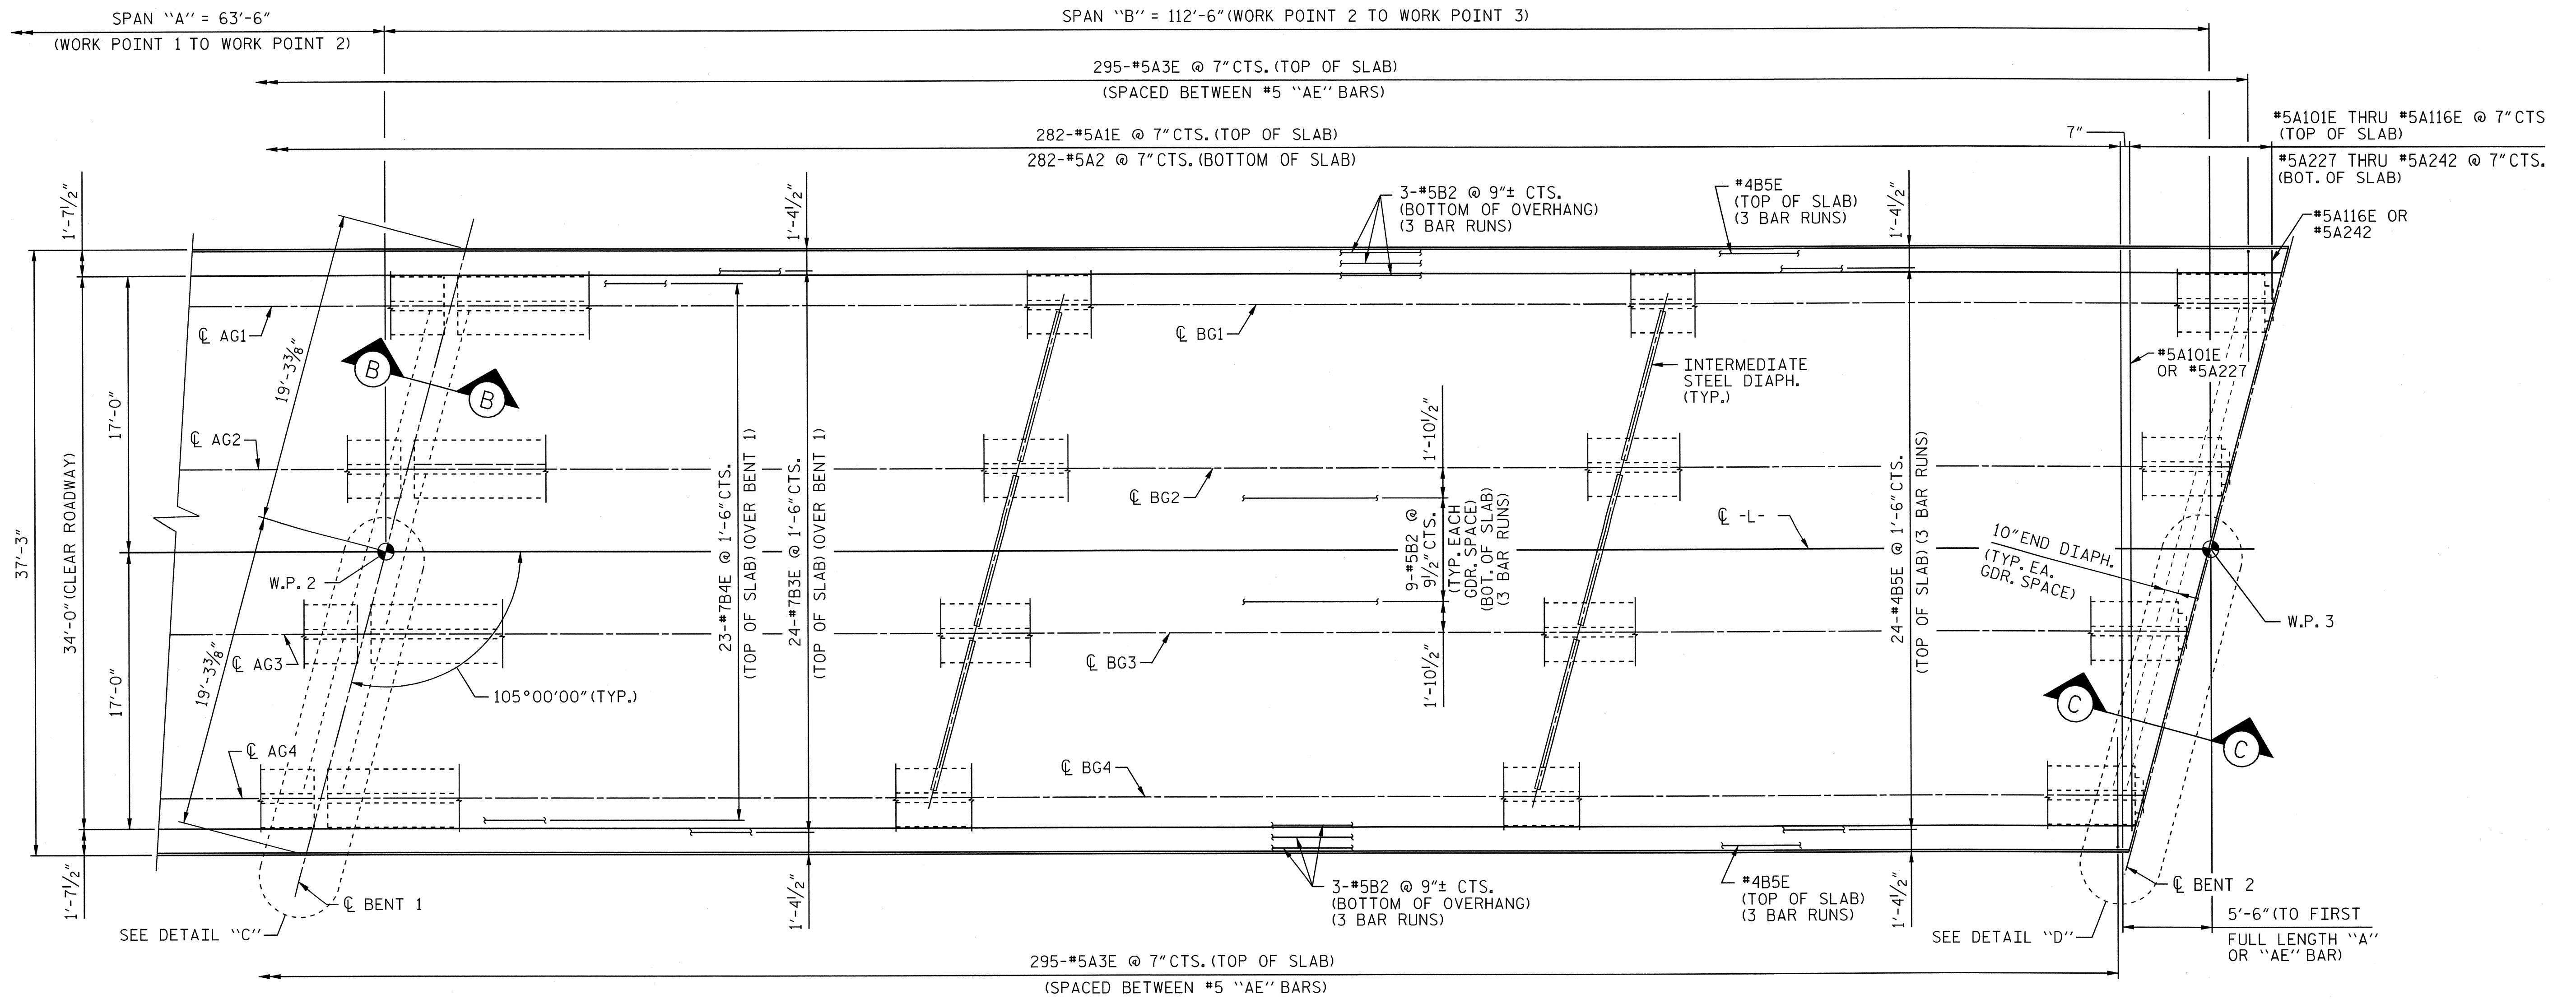 SPAN ``A´´ = 63´-6˝
(WORK POINT 1 TO WORK POINT 2)
SPAN ``B´´ = 112´-6˝ (WORK POINT 2 TO WORK POINT 3)
295-#5A3E @ 7˝ CTS. (TOP OF SLAB)
(SPACED BETWEEN #5 ``AE´´ BARS)
282-#5A1E @ 7˝ CTS. (TOP OF SLAB)
282-#5A2 @ 7˝ CTS. (BOTTOM OF SLAB)
7˝
#5A101E THRU #5A116E @ 7˝ CTS
(TOP OF SLAB)
#5A227 THRU #5A242 @ 7˝ CTS.
(BOT. OF SLAB)
#5A116E OR
#5A242
1´-7½˝
1´-4½˝
3-#5B2 @ 9˝± CTS.
(BOTTOM OF OVERHANG)
(3 BAR RUNS)
#4B5E
(TOP OF SLAB)
(3 BAR RUNS)
1´-4½˝
℄ AG1
℄ BG1
19´-3⅜˝
17´-0˝
B
B
INTERMEDIATE
STEEL DIAPH.
(TYP.)
#5A101E
OR #5A227
℄ AG2
℄ BG2
37´-3˝
34´-0˝ (CLEAR ROADWAY)
23-#7B4E @ 1´-6˝ CTS.
(TOP OF SLAB) (OVER BENT 1)
24-#7B3E @ 1´-6˝ CTS.
(TOP OF SLAB) (OVER BENT 1)
1´-10½˝
9-#5B2 @
9½˝ CTS.
(TYP. EACH
GDR. SPACE)
(BOT. OF SLAB)
(3 BAR RUNS)
1´-10½˝
℄ -L-
24-#4B5E @ 1´-6˝ CTS.
(TOP OF SLAB) (3 BAR RUNS)
10˝ END DIAPH.
(TYP. EA.
GDR. SPACE)
W.P. 2
W.P. 3
19´-3⅜˝
17´-0˝
℄ AG3
℄ BG3
105°00´00˝ (TYP.)
C
C
℄ AG4
℄ BG4
1´-7½˝
℄ BENT 1
SEE DETAIL ``C´´
1´-4½˝
3-#5B2 @ 9˝± CTS.
(BOTTOM OF OVERHANG)
(3 BAR RUNS)
#4B5E
(TOP OF SLAB)
(3 BAR RUNS)
1´-4½˝
℄ BENT 2
SEE DETAIL ``D´´
5´-6˝ (TO FIRST
FULL LENGTH ``A´´
OR ``AE´´ BAR)
295-#5A3E @ 7˝ CTS. (TOP OF SLAB)
(SPACED BETWEEN #5 ``AE´´ BARS)